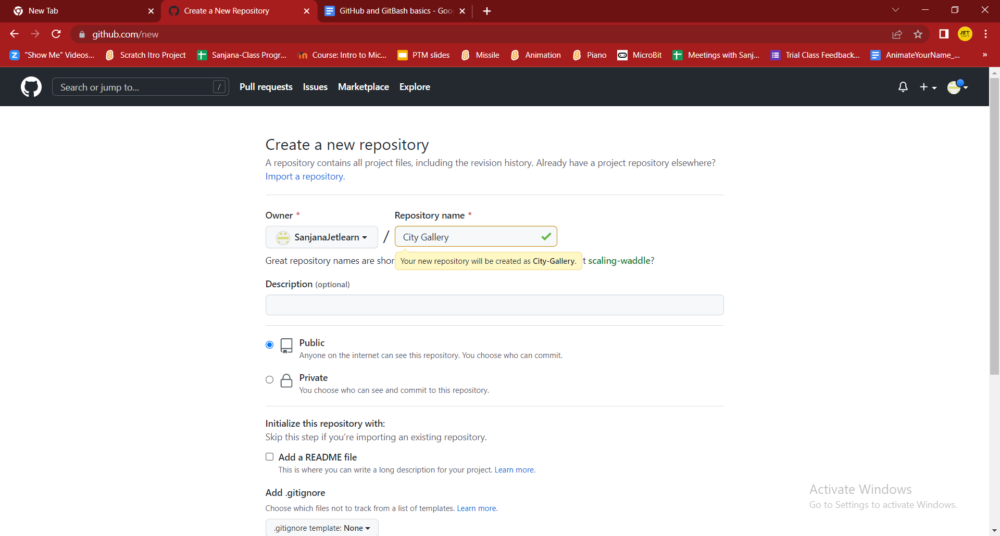 New Tab
Create a New Repository
GitHub and GitBash basics - Goo
github.com/new
JET
"Show Me" Videos...
Scratch Itro Project
Sanjana-Class Progr...
Course: Intro to Mic...
PTM slides
Missile
Animation
Piano
MicroBit
Meetings with Sanj...
Trial Class Feedback...
AnimateYourName_...
»
Search or jump to...
/
Pull requests
Issues
Marketplace
Explore
Create a new repository
A repository contains all project files, including the revision history. Already have a project repository elsewhere?
Import a repository.
Owner *
Repository name *
SanjanaJetlearn
/
City Gallery
Great repository names are shor
Your new repository will be created as City-Gallery.
t scaling-waddle?
Description (optional)
Public
Anyone on the internet can see this repository. You choose who can commit.
Private
You choose who can see and commit to this repository.
Initialize this repository with:
Skip this step if you're importing an existing repository.
Add a README file
This is where you can write a long description for your project. Learn more.
Add .gitignore
Choose which files not to track from a list of templates. Learn more.
.gitignore template: None
Activate Windows
Go to Settings to activate Windows.